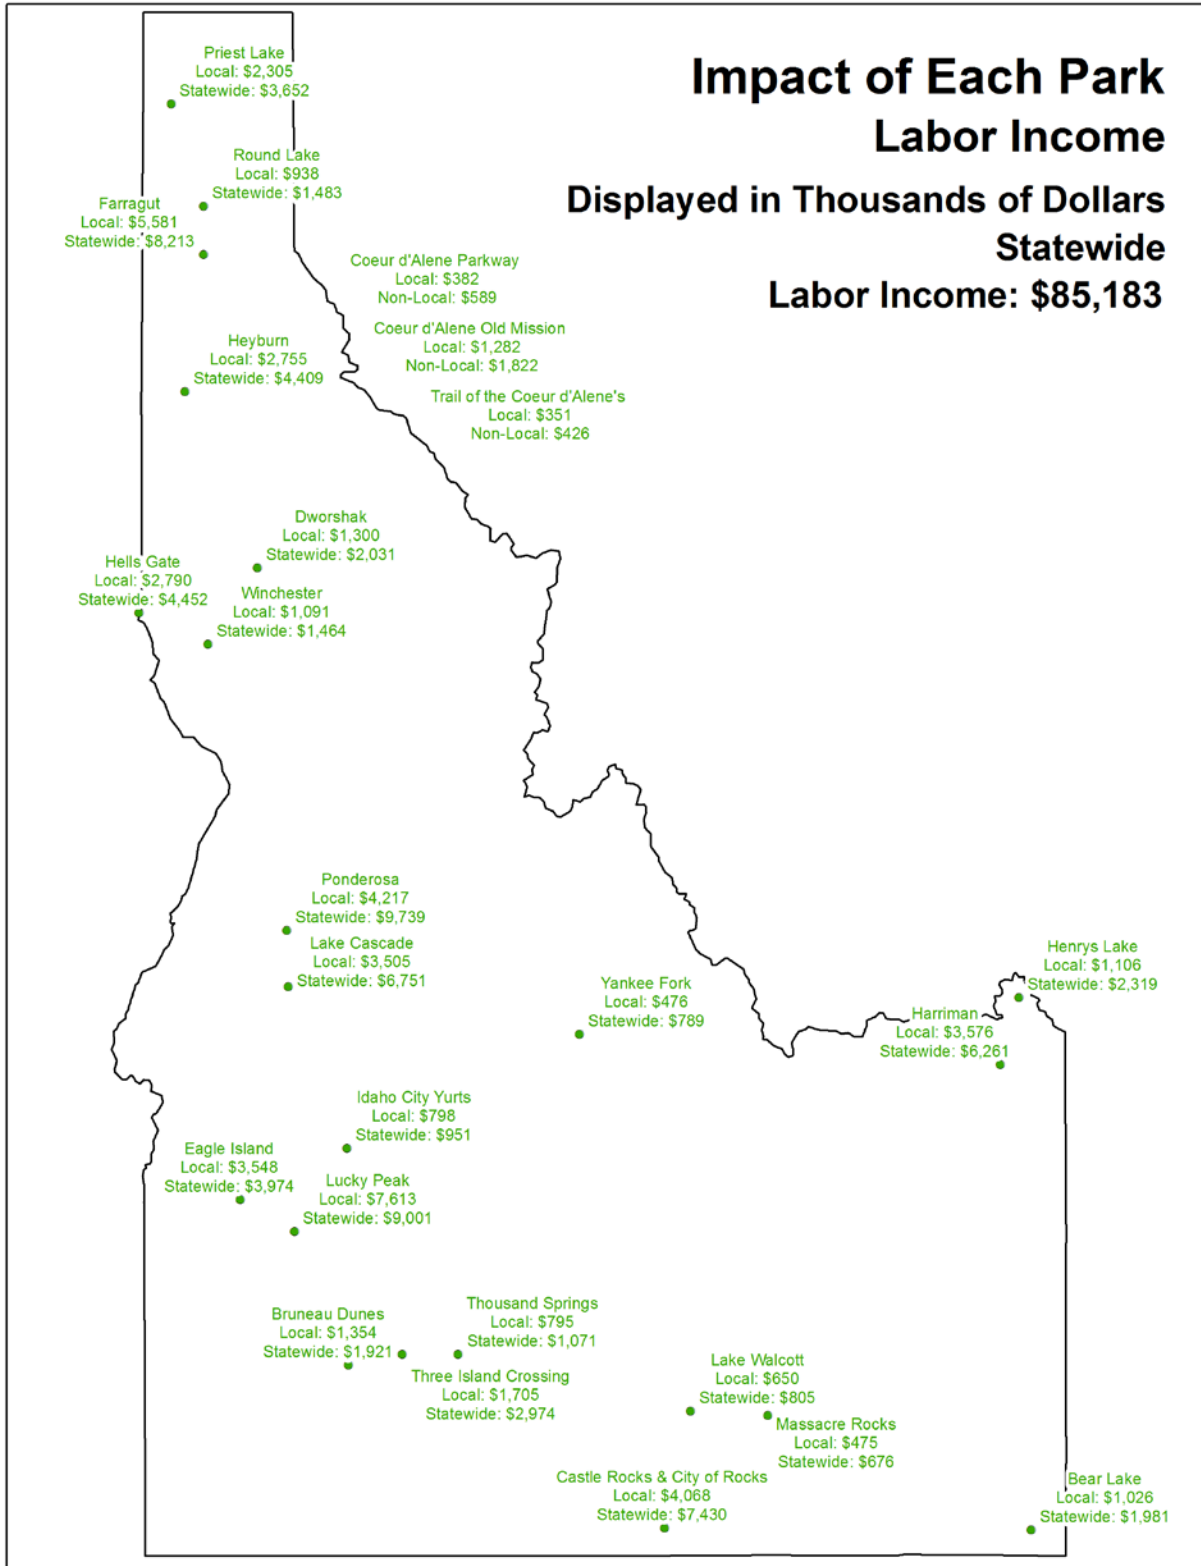 Impact of Each Park
Labor Income
Displayed in Thousands of Dollars
Statewide
Labor Income: $85,183
Priest Lake
Local: $2,305
Statewide: $3,652
Round Lake
Local: $938
Statewide: $1,483
Farragut
Local: $5,581
Statewide: $8,213
Coeur d'Alene Parkway
Local: $382
Non-Local: $589
Coeur d'Alene Old Mission
Local: $1,282
Non-Local: $1,822
Heyburn
Local: $2,755
Statewide: $4,409
Trail of the Coeur d'Alene's
Local: $351
Non-Local: $426
Dworshak
Local: $1,300
Statewide: $2,031
Hells Gate
Local: $2,790
Statewide: $4,452
Winchester
Local: $1,091
Statewide: $1,464
Ponderosa
Local: $4,217
Statewide: $9,739
Lake Cascade
Local: $3,505
Statewide: $6,751
Yankee Fork
Local: $476
Statewide: $789
Henrys Lake
Local: $1,106
Statewide: $2,319
Harriman
Local: $3,576
Statewide: $6,261
Idaho City Yurts
Local: $798
Statewide: $951
Eagle Island
Local: $3,548
Statewide: $3,974
Lucky Peak
Local: $7,613
Statewide: $9,001
Bruneau Dunes
Local: $1,354
Statewide: $1,921
Thousand Springs
Local: $795
Statewide: $1,071
Three Island Crossing
Local: $1,705
Statewide: $2,974
Lake Walcott
Local: $650
Statewide: $805
Massacre Rocks
Local: $475
Statewide: $676
Castle Rocks & City of Rocks
Local: $4,068
Statewide: $7,430
Bear Lake
Local: $1,026
Statewide: $1,981